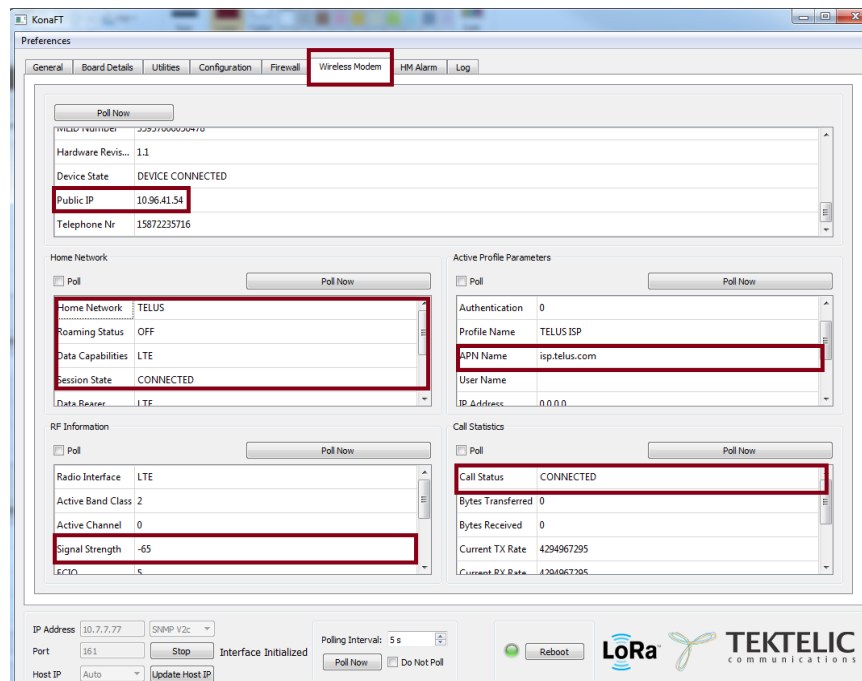 KonaFT
Preferences
General Board Details Utilities Configuration Firewall Wireless Modem HM Alarm Log
Poll Now
MEID Number
Hardware Revis... 1.1
Device State DEVICE CONNECTED
Public IP 10.96.41.54
Telephone Nr 15872235716
Home Network
Poll Poll Now
Home Network TELUS
Roaming Status OFF
Data Capabilities LTE
Session State CONNECTED
Data Bearer LTE
Active Profile Parameters
Poll Poll Now
Authentication 0
Profile Name TELUS ISP
APN Name isp.telus.com
User Name
IP Address 0.0.0.0
RF Information
Poll Poll Now
Radio Interface LTE
Active Band Class 2
Active Channel 0
Signal Strength -65
ECIO 5
Call Statistics
Poll Poll Now
Call Status CONNECTED
Bytes Transferred 0
Bytes Received 0
Current TX Rate 4294967295
Current RX Rate 4294967295
IP Address 10.7.7.77 SNMP V2c
Port 161 Stop Interface Initialized
Host IP Auto Update Host IP
Polling Interval: 5 s
Poll Now Do Not Poll
Reboot
LoRa
TEKTELIC
communications